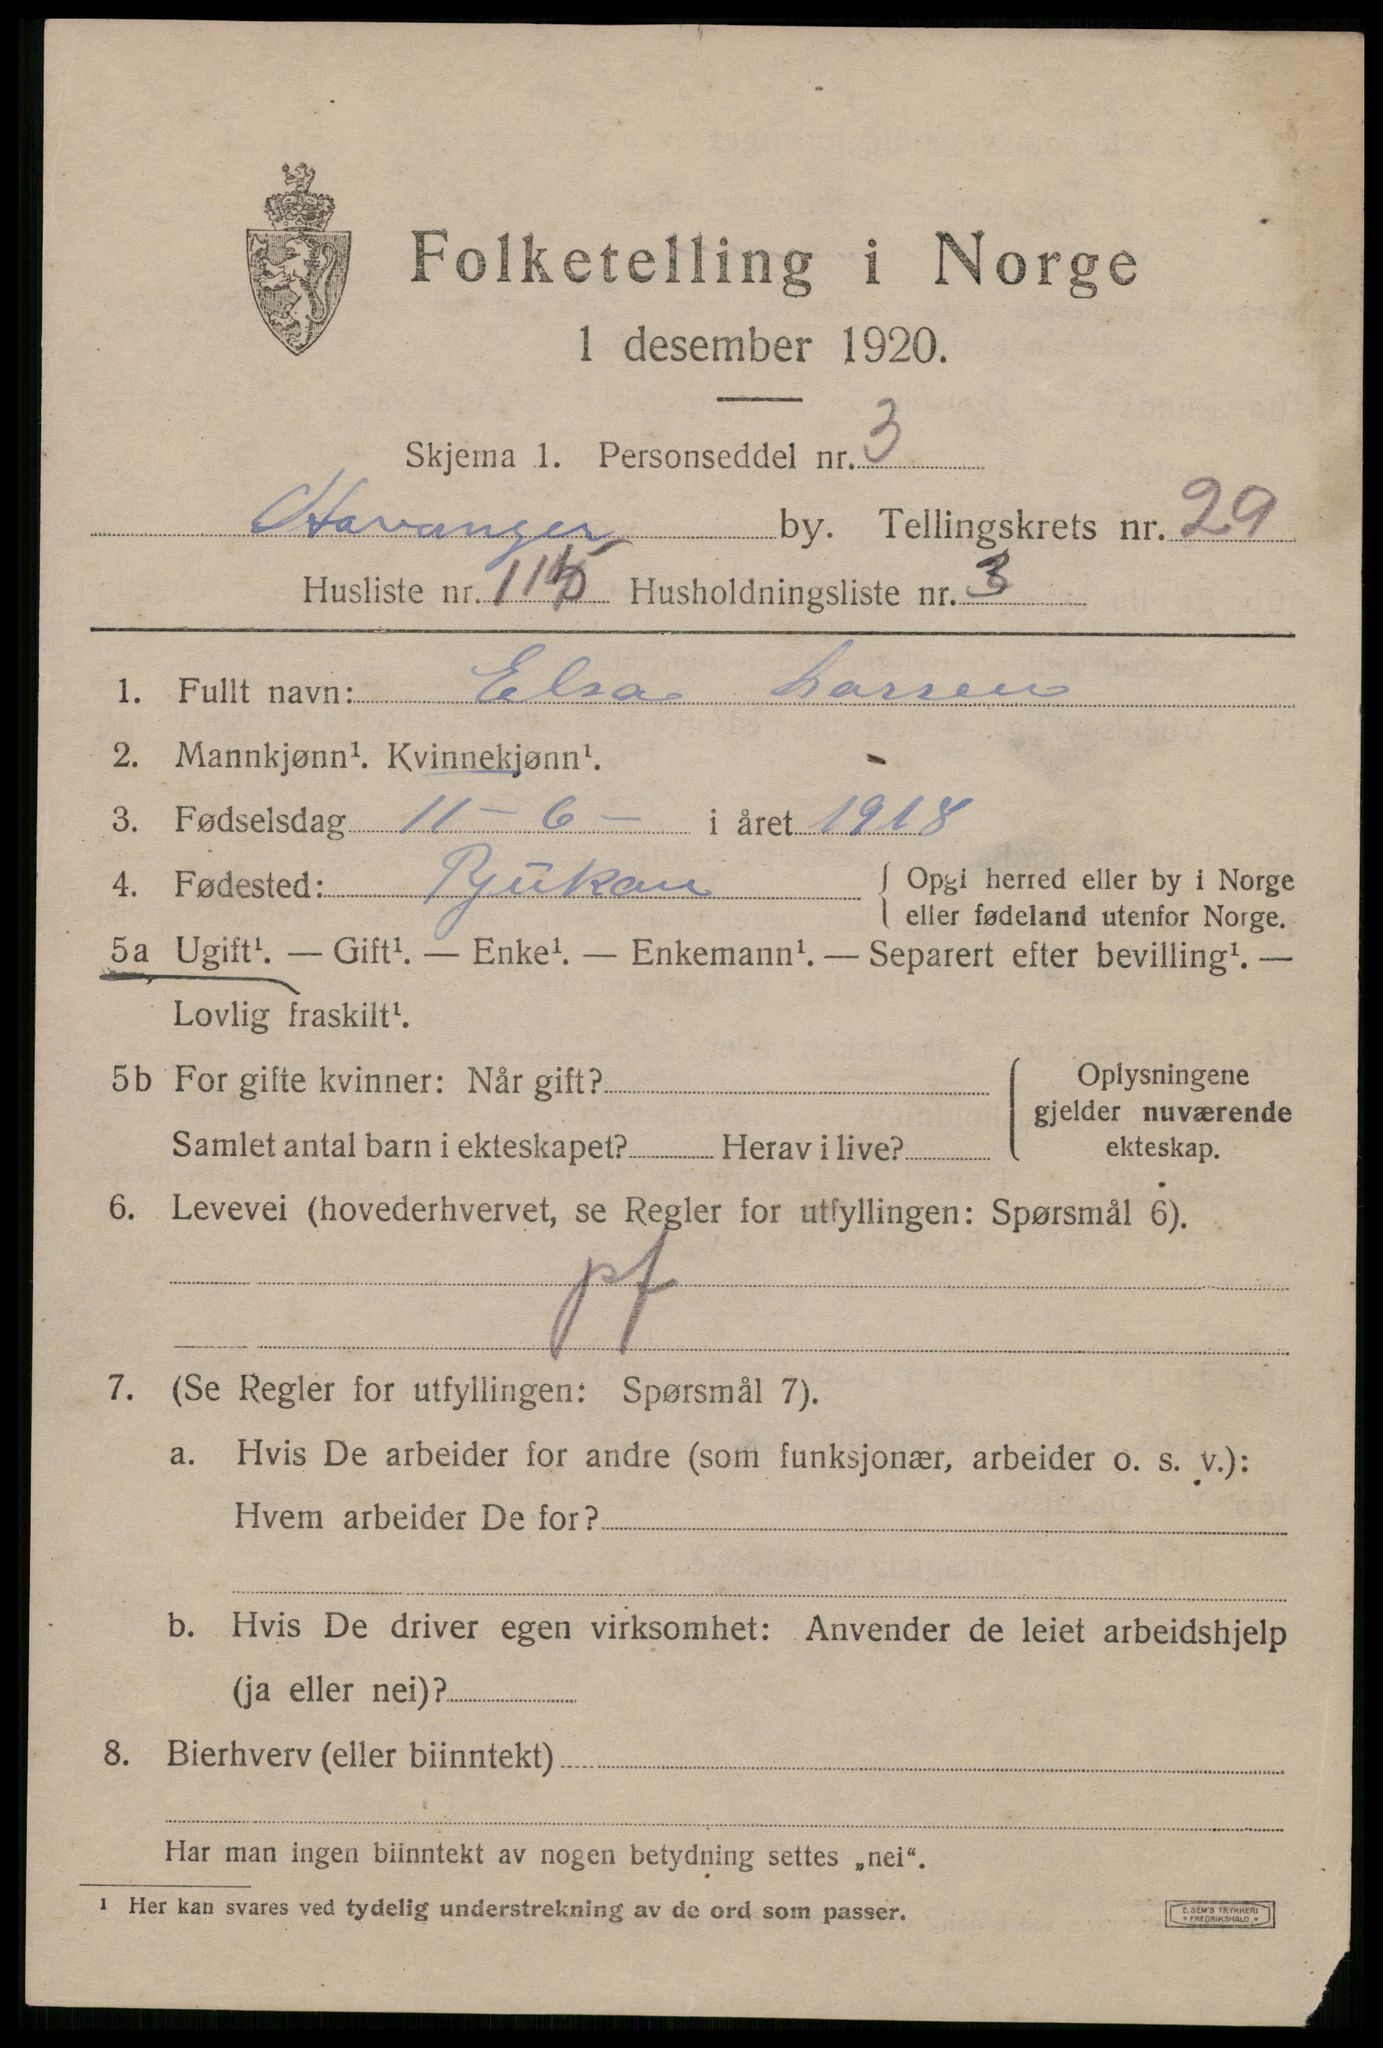 Folketelling i Norge
1 desember 1920.
Skjema 1. Personseddel nr. 3
Stavanger by. Tellingskrets nr. 29
Husliste nr. 115 Husholdningsliste nr. 3
1. Fullt navn: Elsa Larsen
2. Mannkjønn¹. Kvinnekjønn¹.
3. Fødselsdag 11 - 6 - i året 1918
4. Fødested: Rjukan { Opgi herred eller by i Norge
eller fødeland utenfor Norge.
5a Ugift¹. — Gift¹. — Enke¹. — Enkemann¹. — Separert efter bevilling¹. —
Lovlig fraskilt¹.
5b For gifte kvinner: Når gift?
Samlet antal barn i ekteskapet? Herav i live?
Oplysningene
gjelder nuværende
ekteskap.
6. Levevei (hovederhvervet, se Regler for utfyllingen: Spørsmål 6).
pf
7. (Se Regler for utfyllingen: Spørsmål 7).
a. Hvis De arbeider for andre (som funksjonær, arbeider o. s. v.):
Hvem arbeider De for?
b. Hvis De driver egen virksomhet: Anvender de leiet arbeidshjelp
(ja eller nei)?
8. Bierhverv (eller biinntekt)
Har man ingen biinntekt av nogen betydning settes „nei“.
¹ Her kan svares ved tydelig understrekning av de ord som passer.
E. SEM'S TRYKKERI
FREDRIKSHALD